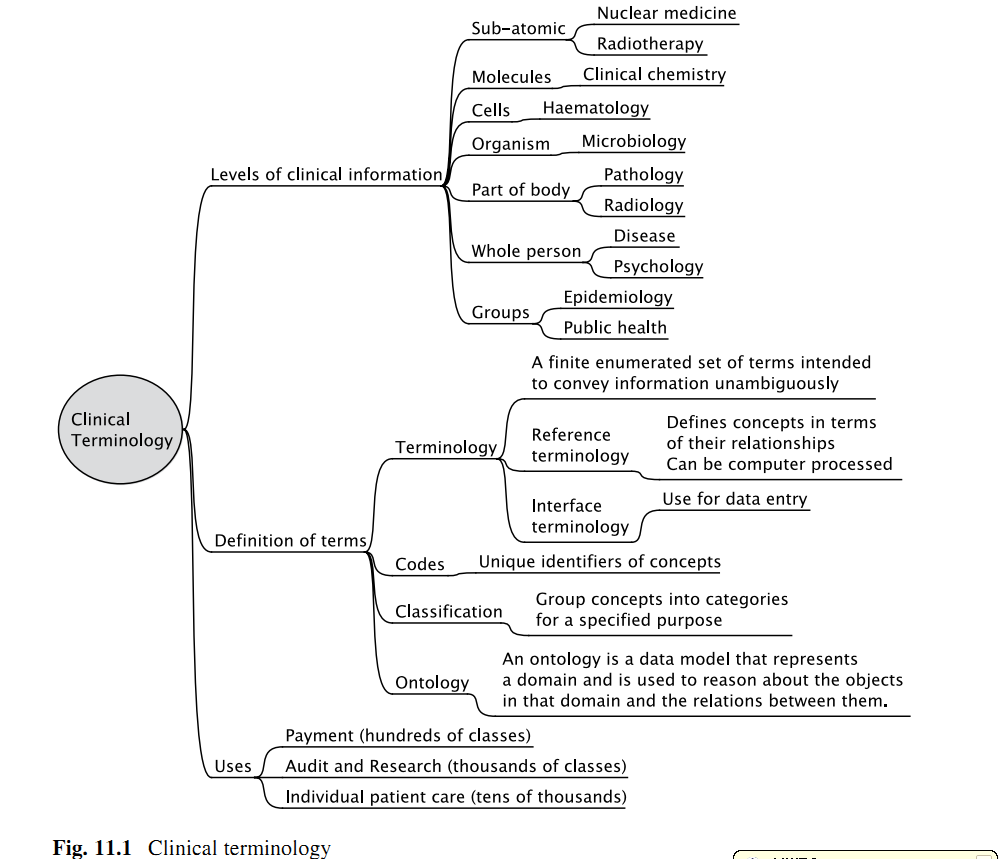 Sub-atomic
Nuclear medicine
Radiotherapy
Molecules
Clinical chemistry
Cells
Haematology
Organism
Microbiology
Levels of clinical information
Part of body
Pathology
Radiology
Whole person
Disease
Psychology
Groups
Epidemiology
Public health
Clinical
Terminology
Definition of terms
Terminology
A finite enumerated set of terms intended
to convey information unambiguously
Reference
terminology
Defines concepts in terms
of their relationships
Can be computer processed
Interface
terminology
Use for data entry
Codes
Unique identifiers of concepts
Classification
Group concepts into categories
for a specified purpose
Ontology
An ontology is a data model that represents
a domain and is used to reason about the objects
in that domain and the relations between them.
Uses
Payment (hundreds of classes)
Audit and Research (thousands of classes)
Individual patient care (tens of thousands)
Fig. 11.1 Clinical terminology